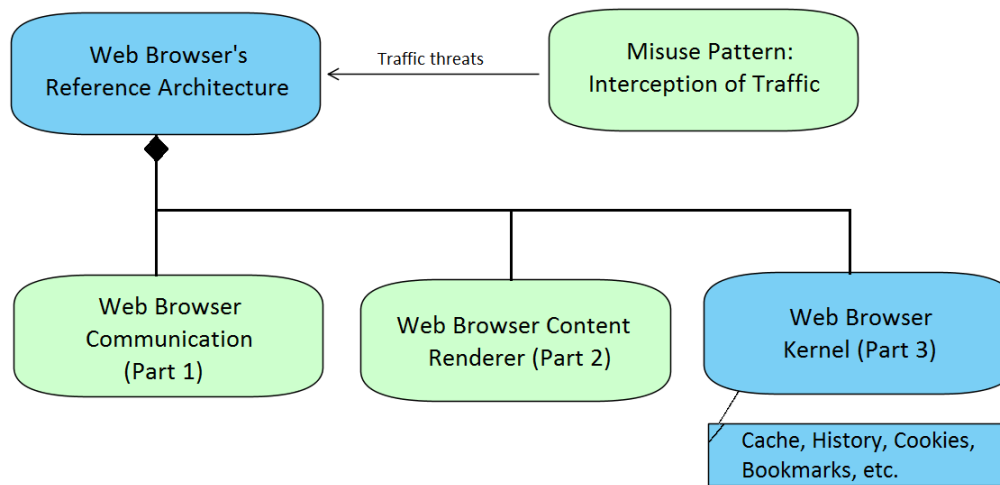 Web Browser's
Reference Architecture
Traffic threats
Misuse Pattern:
Interception of Traffic
Web Browser
Communication
(Part 1)
Web Browser Content
Renderer (Part 2)
Web Browser
Kernel (Part 3)
Cache, History, Cookies,
Bookmarks, etc.